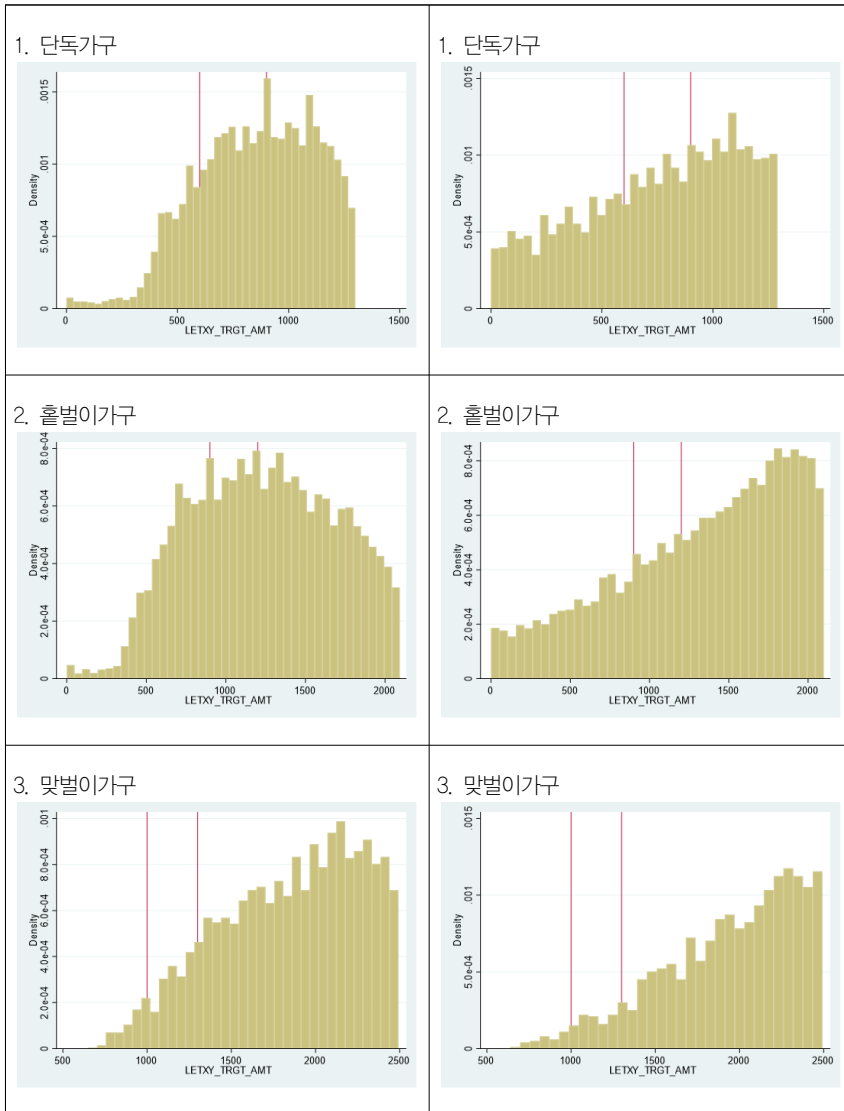 1. 단독가구
Density
0
5.0e-04
.001
.0015
0 500 1000 1500
LETXY_TRGT_AMT
1. 단독가구
Density
0
5.0e-04
.001
.0015
0 500 1000 1500
LETXY_TRGT_AMT
2. 홑벌이가구
Density
0
2.0e-04
4.0e-04
6.0e-04
8.0e-04
0 500 1000 1500 2000
LETXY_TRGT_AMT
2. 홑벌이가구
Density
0
2.0e-04
4.0e-04
6.0e-04
8.0e-04
0 500 1000 1500 2000
LETXY_TRGT_AMT
3. 맞벌이가구
Density
0
2.0e-04
4.0e-04
6.0e-04
8.0e-04
.001
500 1000 1500 2000 2500
LETXY_TRGT_AMT
3. 맞벌이가구
Density
0
5.0e-04
.001
.0015
500 1000 1500 2000 2500
LETXY_TRGT_AMT